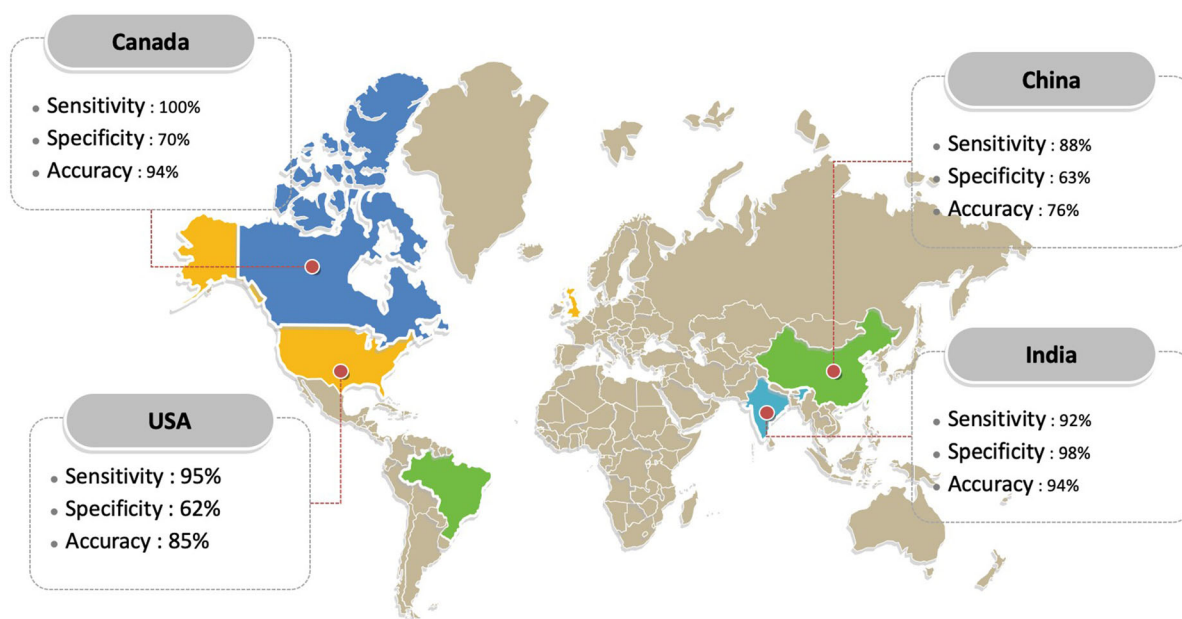 Canada
• Sensitivity : 100%
• Specificity : 70%
• Accuracy : 94%
China
• Sensitivity : 88%
• Specificity : 63%
• Accuracy : 76%
USA
• Sensitivity : 95%
• Specificity : 62%
• Accuracy : 85%
India
• Sensitivity : 92%
• Specificity : 98%
• Accuracy : 94%